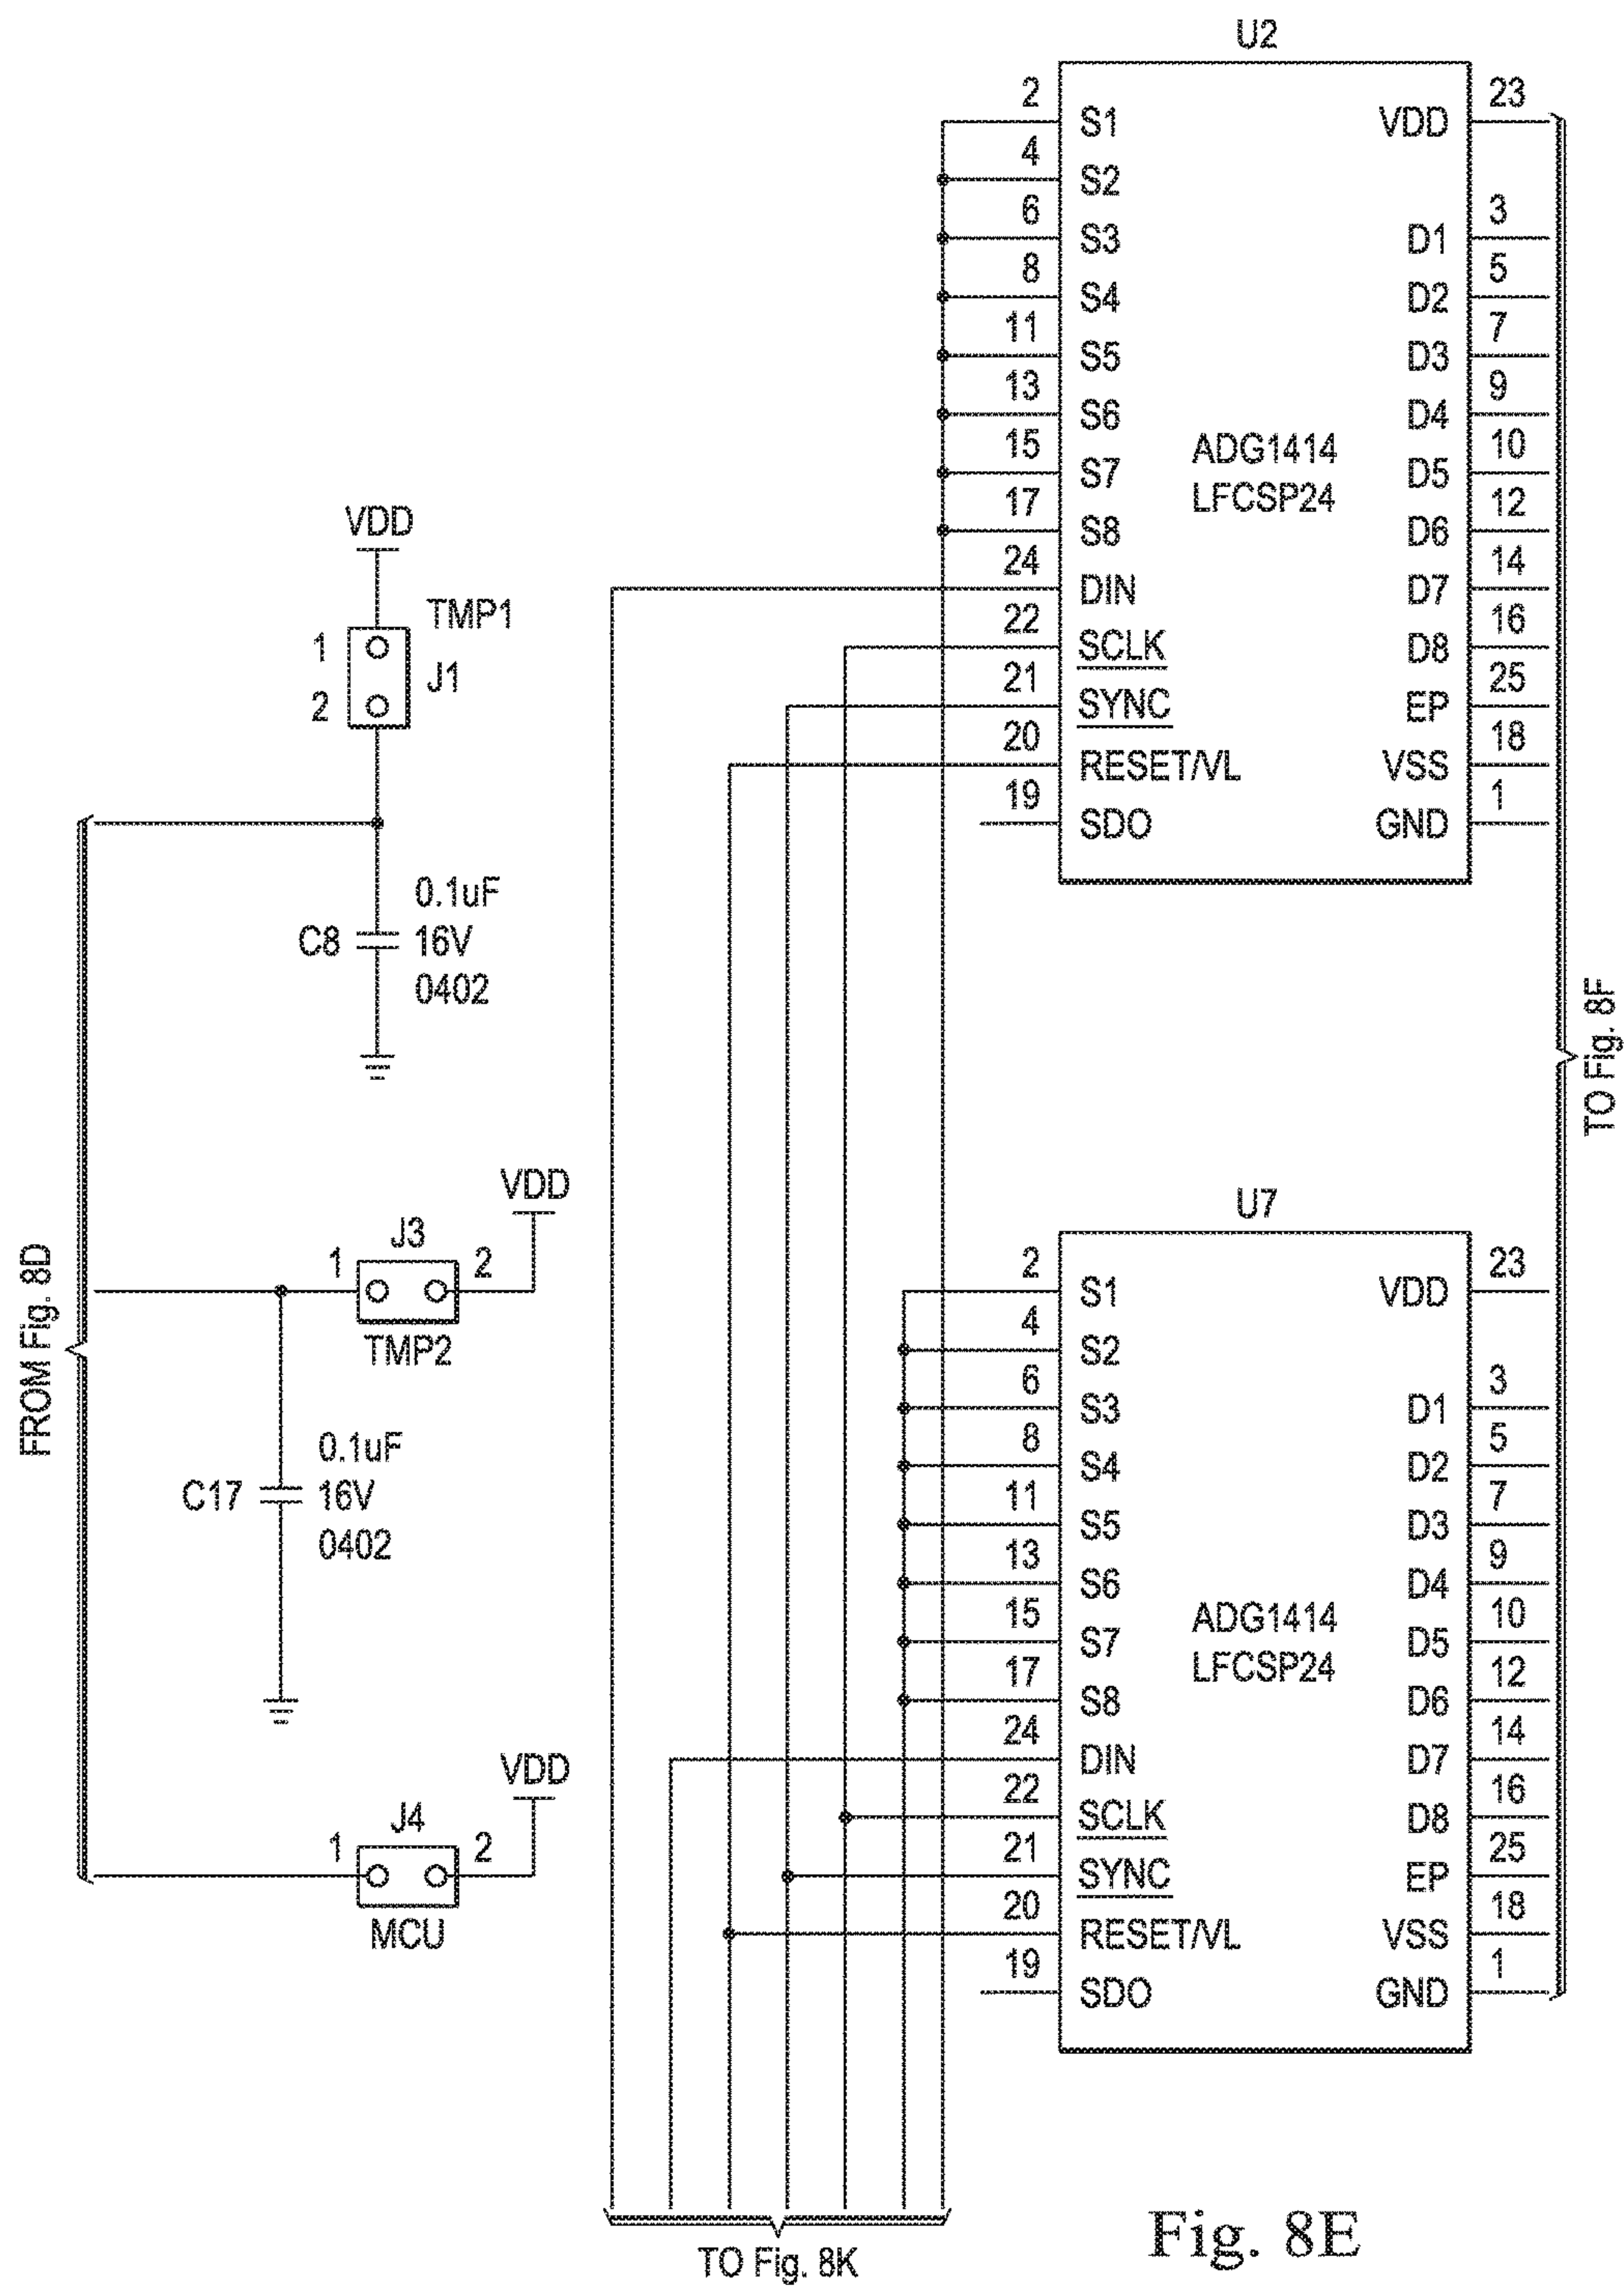 U2
2 S1 VDD 23
4 S2
6 S3 D1 3
8 S4 D2 5
11 S5 D3 7
13 S6 D4 9
ADG1414
15 S7 D5 10
LFCSP24
17 S8 D6 12
24 DIN D7 14
22 SCLK D8 16
21 SYNC EP 25
20 RESET/VL VSS 18
19 SDO GND 1
VDD
TMP1
1
J1
2
0.1uF
C8 16V
0402
VDD
J3
1 2
TMP2
0.1uF
C17 16V
0402
VDD
J4
1 2
MCU
FROM Fig. 8D
U7
2 S1 VDD 23
4 S2
6 S3 D1 3
8 S4 D2 5
11 S5 D3 7
13 S6 D4 9
ADG1414
15 S7 D5 10
LFCSP24
17 S8 D6 12
24 DIN D7 14
22 SCLK D8 16
21 SYNC EP 25
20 RESET/VL VSS 18
19 SDO GND 1
TO Fig. 8F
TO Fig. 8K
Fig. 8E